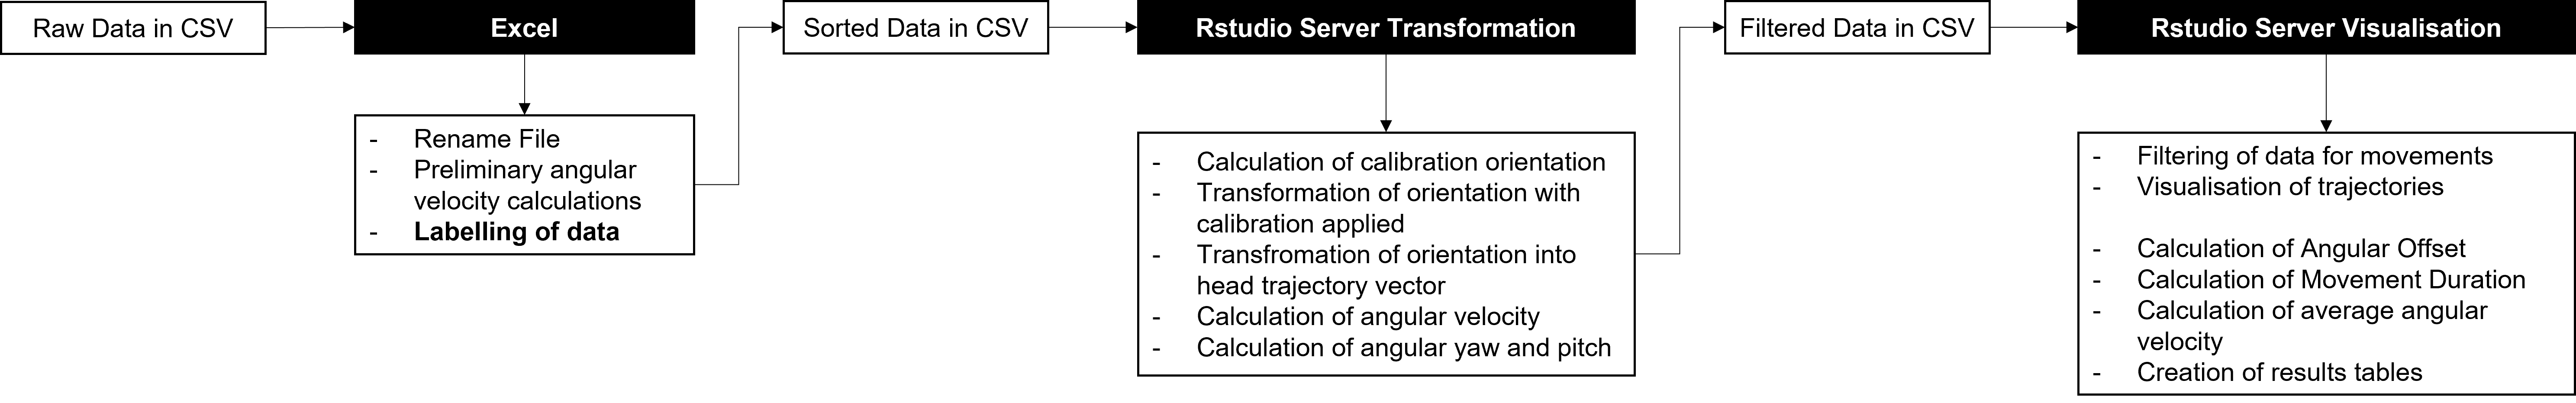 Raw Data in CSV
Excel
- Rename File
- Preliminary angular
velocity calculations
- Labelling of data
Sorted Data in CSV
Rstudio Server Transformation
- Calculation of calibration orientation
- Transformation of orientation with
calibration applied
- Transfromation of orientation into
head trajectory vector
- Calculation of angular velocity
- Calculation of angular yaw and pitch
Filtered Data in CSV
Rstudio Server Visualisation
- Filtering of data for movements
- Visualisation of trajectories
- Calculation of Angular Offset
- Calculation of Movement Duration
- Calculation of average angular
velocity
- Creation of results tables